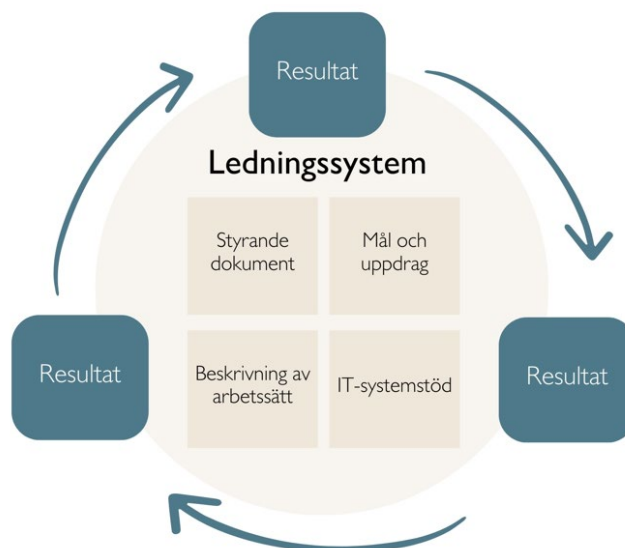 Resultat
Ledningssystem
Styrande
dokument
Mål och
uppdrag
Resultat
Beskrivning av
arbetssätt
IT-systemstöd
Resultat